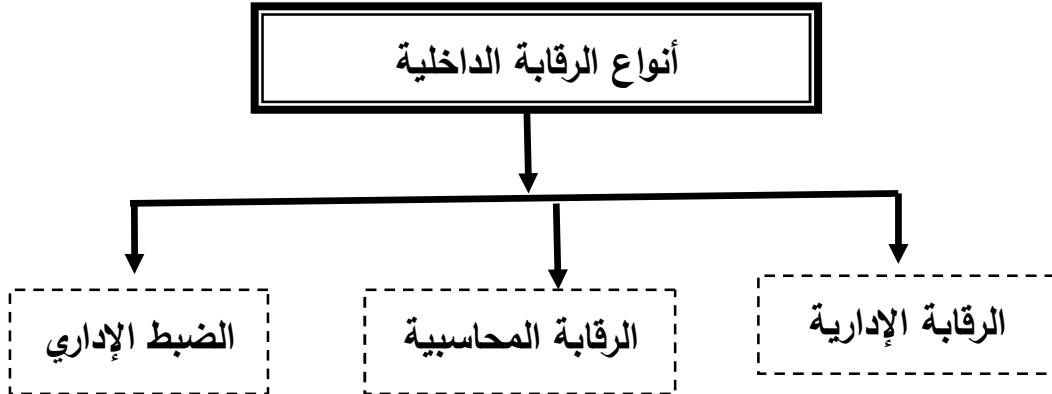 أنواع الرقابة الداخلية
الرقابة الإدارية
الرقابة المحاسبية
الضبط الإداري